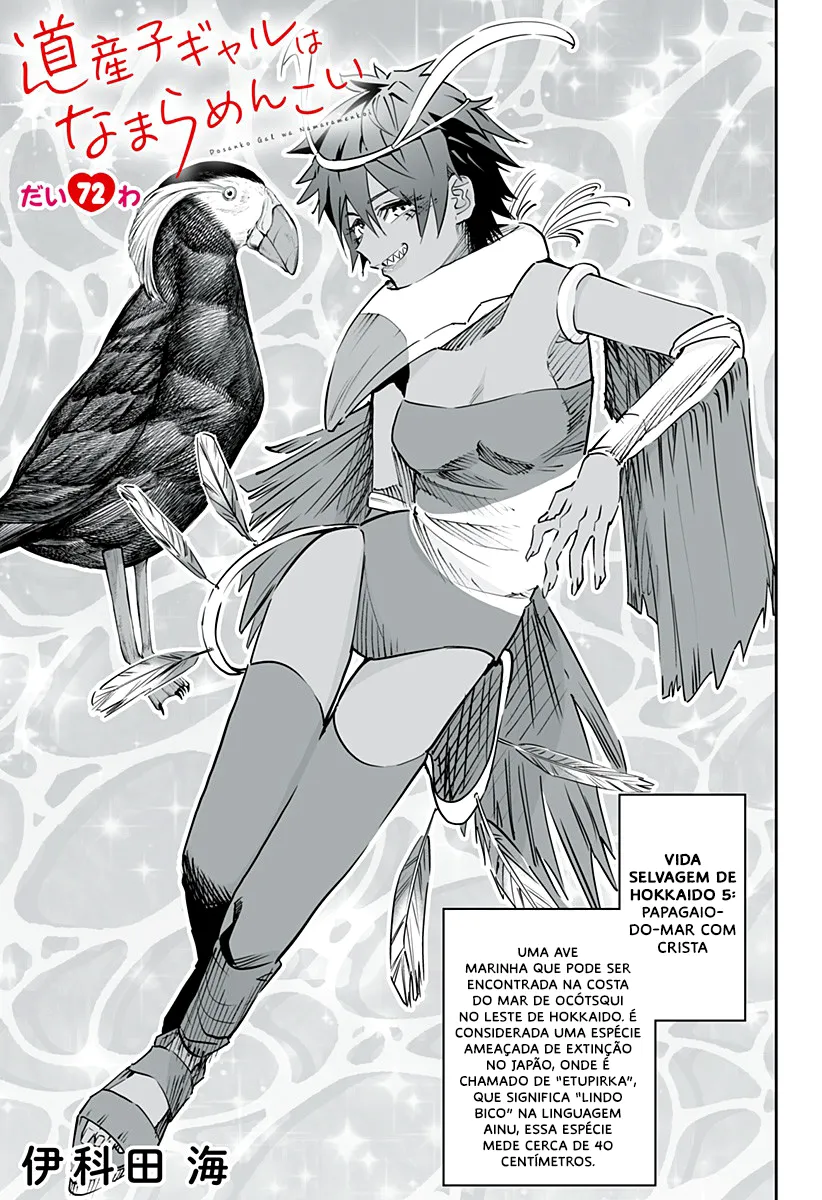 道産子ギャルは
なまらめんこい
Dosanko Gal wa Namaramenkoi
だい72わ
VIDA
SELVAGEM DE
HOKKAIDO 5:
PAPAGAIO-
DO-MAR COM
CRISTA
UMA AVE
MARINHA QUE PODE SER
ENCONTRADA NA COSTA
DO MAR DE OCÓTSQUI
NO LESTE DE HOKKAIDO. É
CONSIDERADA UMA ESPÉCIE
AMEAÇADA DE EXTINÇÃO
NO JAPÃO, ONDE É
CHAMADO DE “ETUPIRKA”,
QUE SIGNIFICA “LINDO
BICO” NA LINGUAGEM
AINU, ESSA ESPÉCIE
MEDE CERCA DE 40
CENTÍMETROS.
伊科田 海